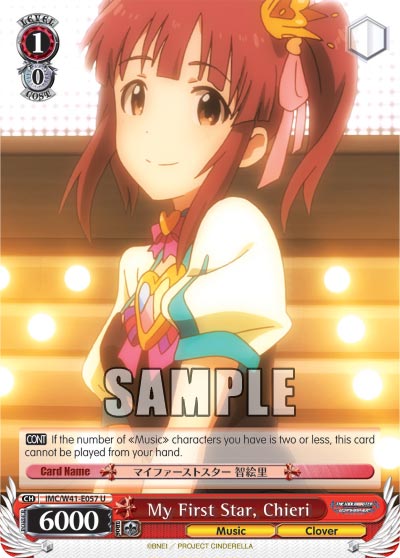 LEVEL
1
0
COST
SAMPLE
CONT If the number of «Music» characters you have is two or less, this card
cannot be played from your hand.
Card Name マイファーストスター 智絵里
CH IMC/W41-E057 U
My First Star, Chieri
6000
Music Clover
©BNEI / PROJECT CINDERELLA